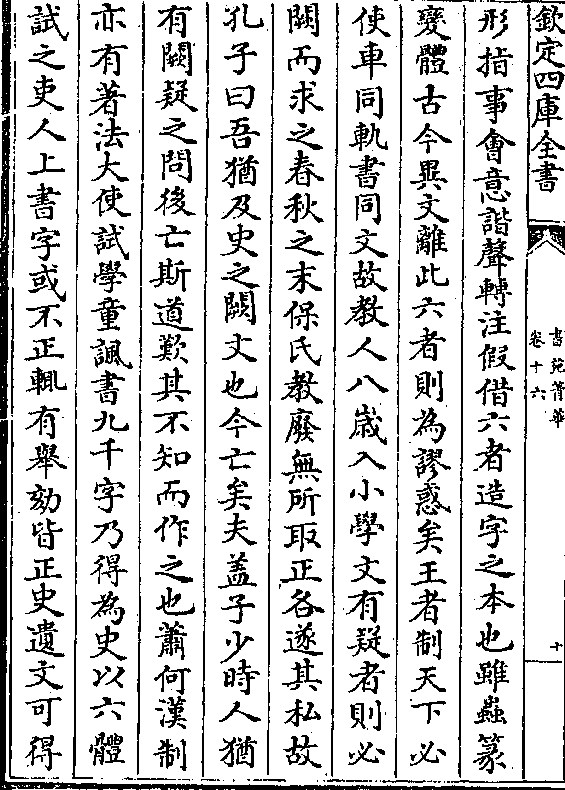 欽定四庫全書
書苑菁華
卷十六
十
形指事會意諧聲轉注假借六者造字之本也雖蟲篆
變體古今異文離此六者則為謬惑矣王者制天下必
使車同軌書同文故教人八歲入小學文有疑者則必
闕而求之春秋之末保氏教廢無所取正各遂其私故
孔子曰吾猶及史之闕文也今亡矣夫蓋子少時人猶
有闕疑之問後亡斯道歎其不知而作之也蕭何漢制
亦有著法大使試學童諷書九千字乃得為史以六體
試之吏人上書字或不正輒有舉劾皆正史遺文可得